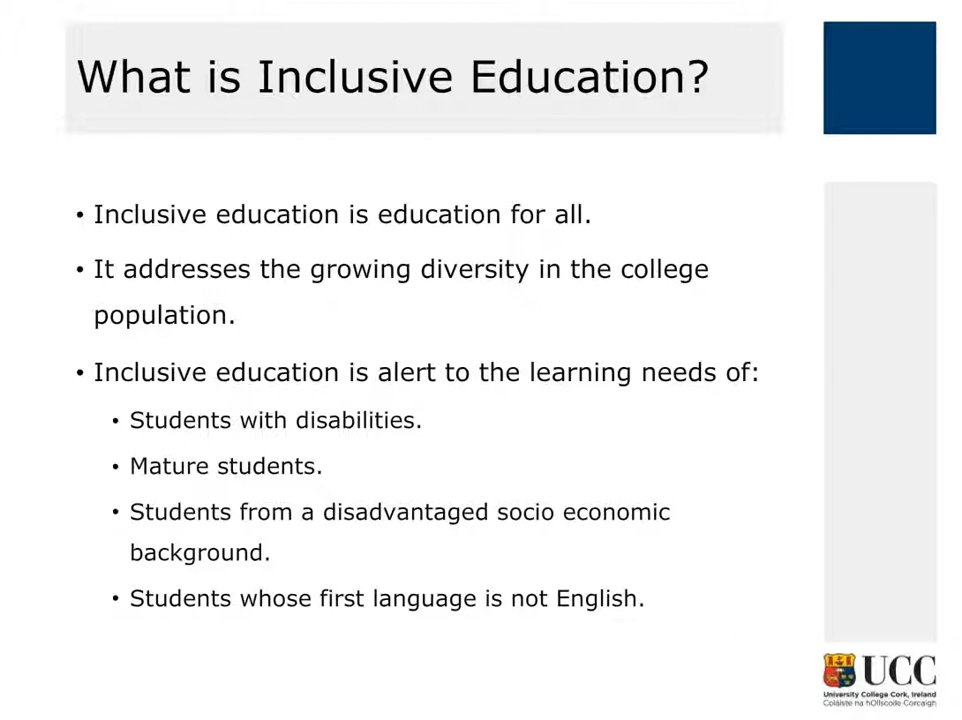 What is Inclusive Education?
• Inclusive education is education for all.
• It addresses the growing diversity in the college
population.
• Inclusive education is alert to the learning needs of:
• Students with disabilities.
• Mature students.
• Students from a disadvantaged socio economic
background.
• Students whose first language is not English.
UCC
University College Cork, Ireland
Coláiste na hOllscoile Corcaigh